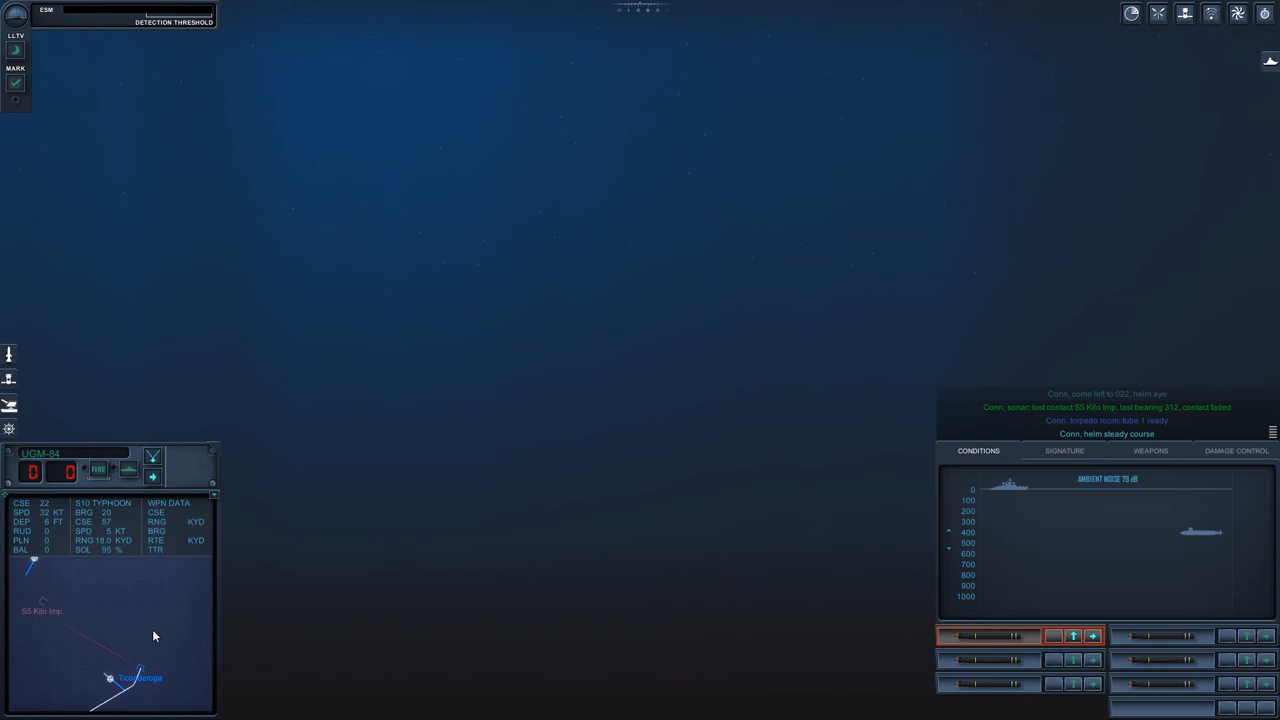 ESM
DETECTION THRESHOLD
LLTV
MARK
Conn, come left to 022, helm aye
Conn, sonar: lost contact S5 Kilo Imp. last bearing 312, contact faded
Conn, torpedo room: tube 1 ready
Conn, helm steady course
CONDITIONS SIGNATURE WEAPONS DAMAGE CONTROL
AMBIENT NOISE 79 dB
0
100
200
300
400
500
600
700
800
900
1000
UGM-84
0 0 FIRE
CSE 22 S10 TYPHOON WPN DATA
SPD 32 KT BRG 20 CSE
DEP 6 FT CSE 57 RNG KYD
RUD 0 SPD 5 KT BRG
PLN 0 RNG 18.0 KYD RTE KYD
BAL 0 SOL 95 % TTR
S5 Kilo Imp.
Ticonderoga